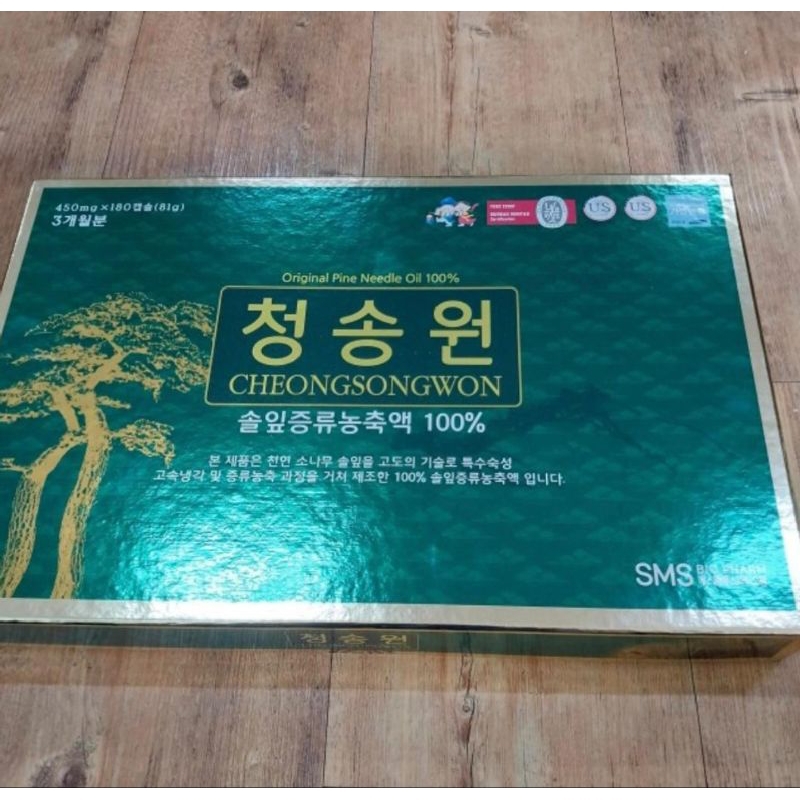 450mg×180캡슐(81g)
3개월분
US
US
Original Pine Needle Oil 100%
청송원
CHEONGSONGWON
솔잎증류농축액 100%
본 제품은 천연 소나무 솔잎을 고도의 기술로 특수숙성
고속냉각 및 증류농축 과정을 거쳐 제조한 100% 솔잎증류농축액 입니다.
SMS BIO PHARM
청송원